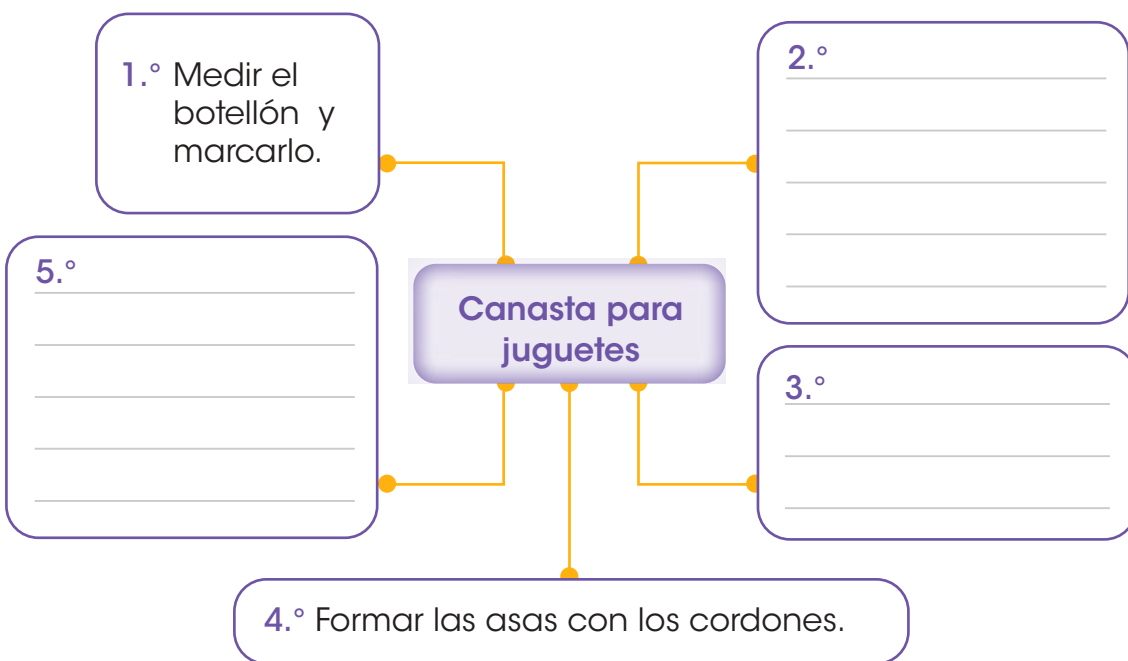 1.° Medir el
botellón y
marcarlo.
2.°
5.°
Canasta para
juguetes
3.°
4.° Formar las asas con los cordones.